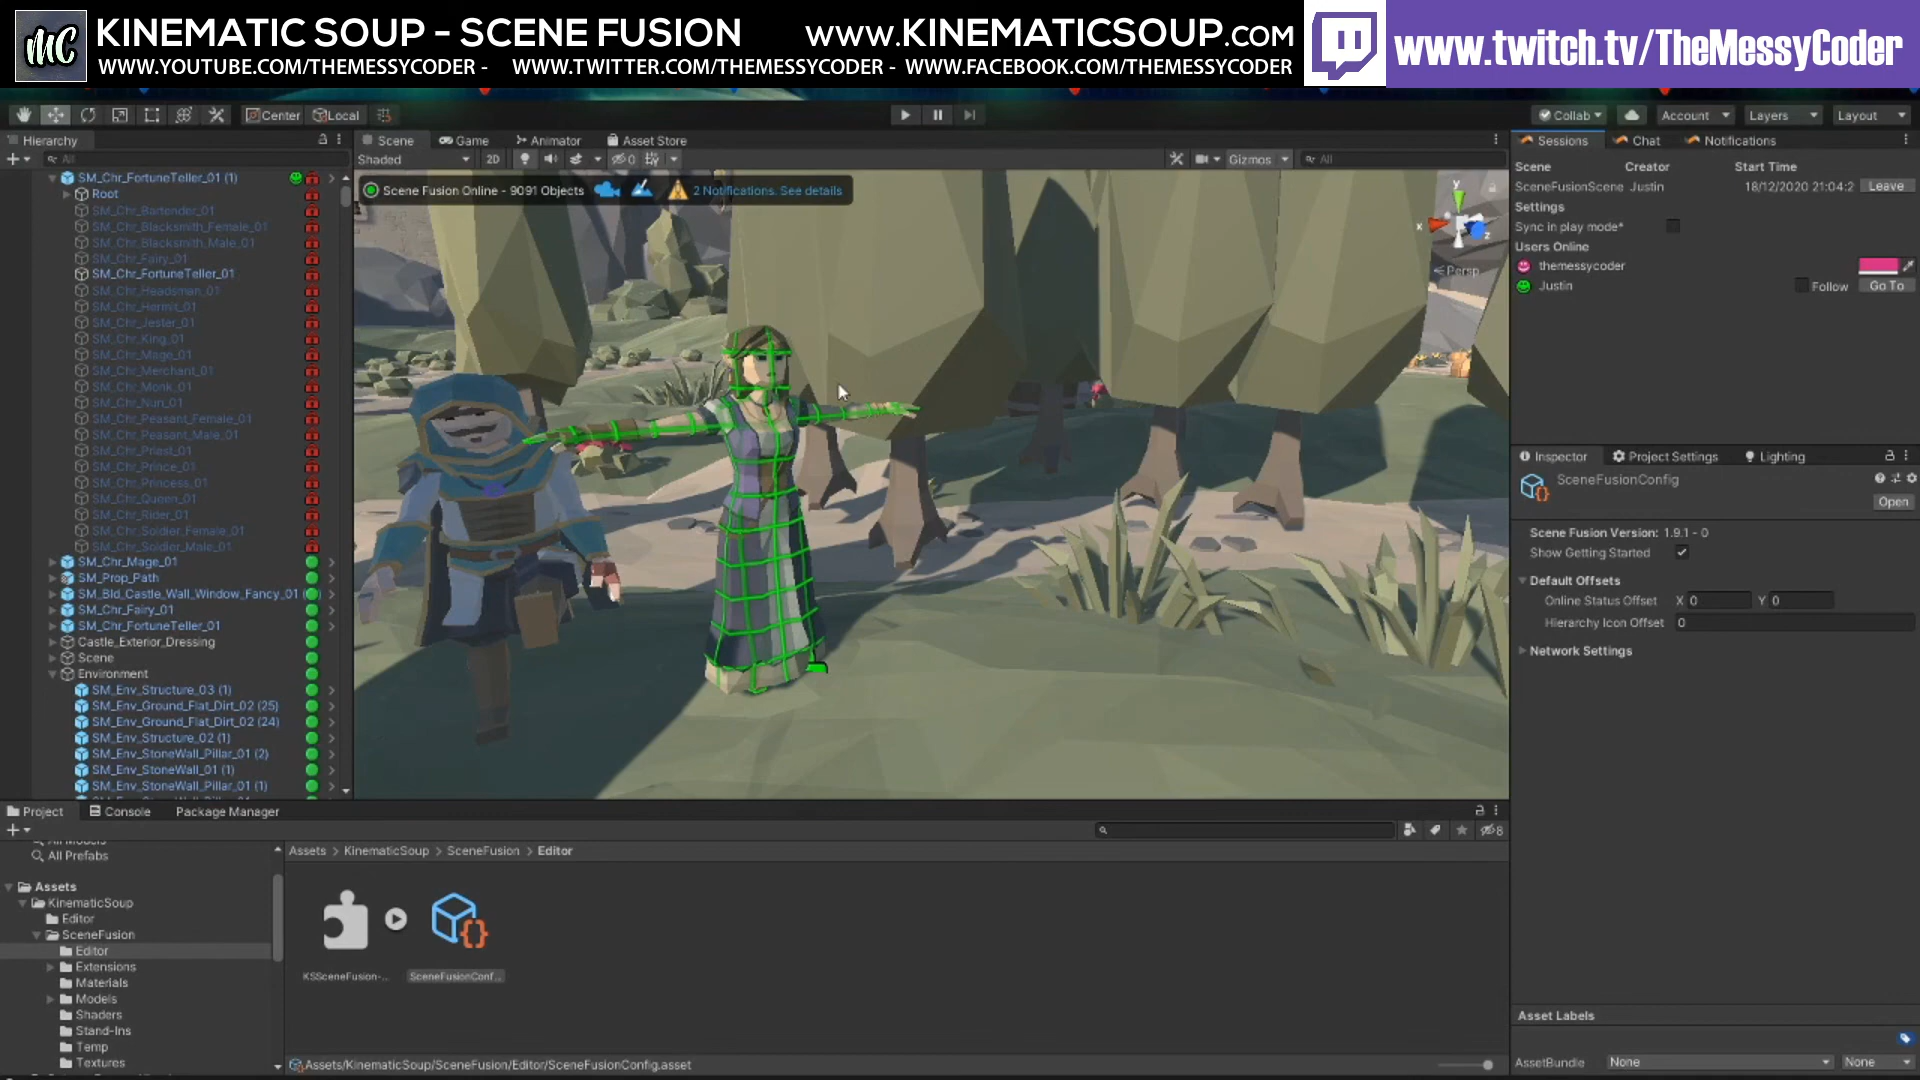 MC
KINEMATIC SOUP - SCENE FUSION
WWW.KINEMATICSOUP.COM
WWW.YOUTUBE.COM/THEMESSYCODER - WWW.TWITTER.COM/THEMESSYCODER - WWW.FACEBOOK.COM/THEMESSYCODER
www.twitch.tv/TheMessyCoder
Center
Local
Collab
Account
Layers
Layout
Hierarchy
All
SM_Chr_FortuneTeller_01 (1)
Root
SM_Chr_Bartender_01
SM_Chr_Blacksmith_Female_01
SM_Chr_Blacksmith_Male_01
SM_Chr_Fairy_01
SM_Chr_FortuneTeller_01
SM_Chr_Headsman_01
SM_Chr_Hermit_01
SM_Chr_Jester_01
SM_Chr_King_01
SM_Chr_Mage_01
SM_Chr_Merchant_01
SM_Chr_Monk_01
SM_Chr_Nun_01
SM_Chr_Peasant_Female_01
SM_Chr_Peasant_Male_01
SM_Chr_Priest_01
SM_Chr_Prince_01
SM_Chr_Princess_01
SM_Chr_Queen_01
SM_Chr_Rider_01
SM_Chr_Soldier_Female_01
SM_Chr_Soldier_Male_01
SM_Chr_Mage_01
SM_Prop_Path
SM_Bld_Castle_Wall_Window_Fancy_01
SM_Chr_Fairy_01
SM_Chr_FortuneTeller_01
Castle_Exterior_Dressing
Scene
Environment
SM_Env_Structure_03 (1)
SM_Env_Ground_Flat_Dirt_02 (25)
SM_Env_Ground_Flat_Dirt_02 (24)
SM_Env_Structure_02 (1)
SM_Env_StoneWall_Pillar_01 (2)
SM_Env_StoneWall_01 (1)
SM_Env_StoneWall_Pillar_01 (1)
Scene
Game
Animator
Asset Store
Shaded
2D
0
Gizmos
All
Scene Fusion Online - 9091 Objects
2 Notifications. See details
y
x
z
Persp
Sessions
Chat
Notifications
Scene Creator Start Time
SceneFusionScene Justin 18/12/2020 21:04:2 Leave
Settings
Sync in play mode*
Users Online
themessycoder
Justin Follow Go To
Inspector
Project Settings
Lighting
SceneFusionConfig
Open
Scene Fusion Version: 1.9.1 - 0
Show Getting Started
Default Offsets
Online Status Offset X 0 Y 0
Hierarchy Icon Offset 0
Network Settings
Project
Console
Package Manager
8
All Models
All Prefabs
Assets
KinematicSoup
Editor
SceneFusion
Editor
Extensions
Materials
Models
Shaders
Stand-Ins
Temp
Textures
Assets > KinematicSoup > SceneFusion > Editor
KSSceneFusion-...
SceneFusionConf...
Assets/KinematicSoup/SceneFusion/Editor/SceneFusionConfig.asset
Asset Labels
AssetBundle None None